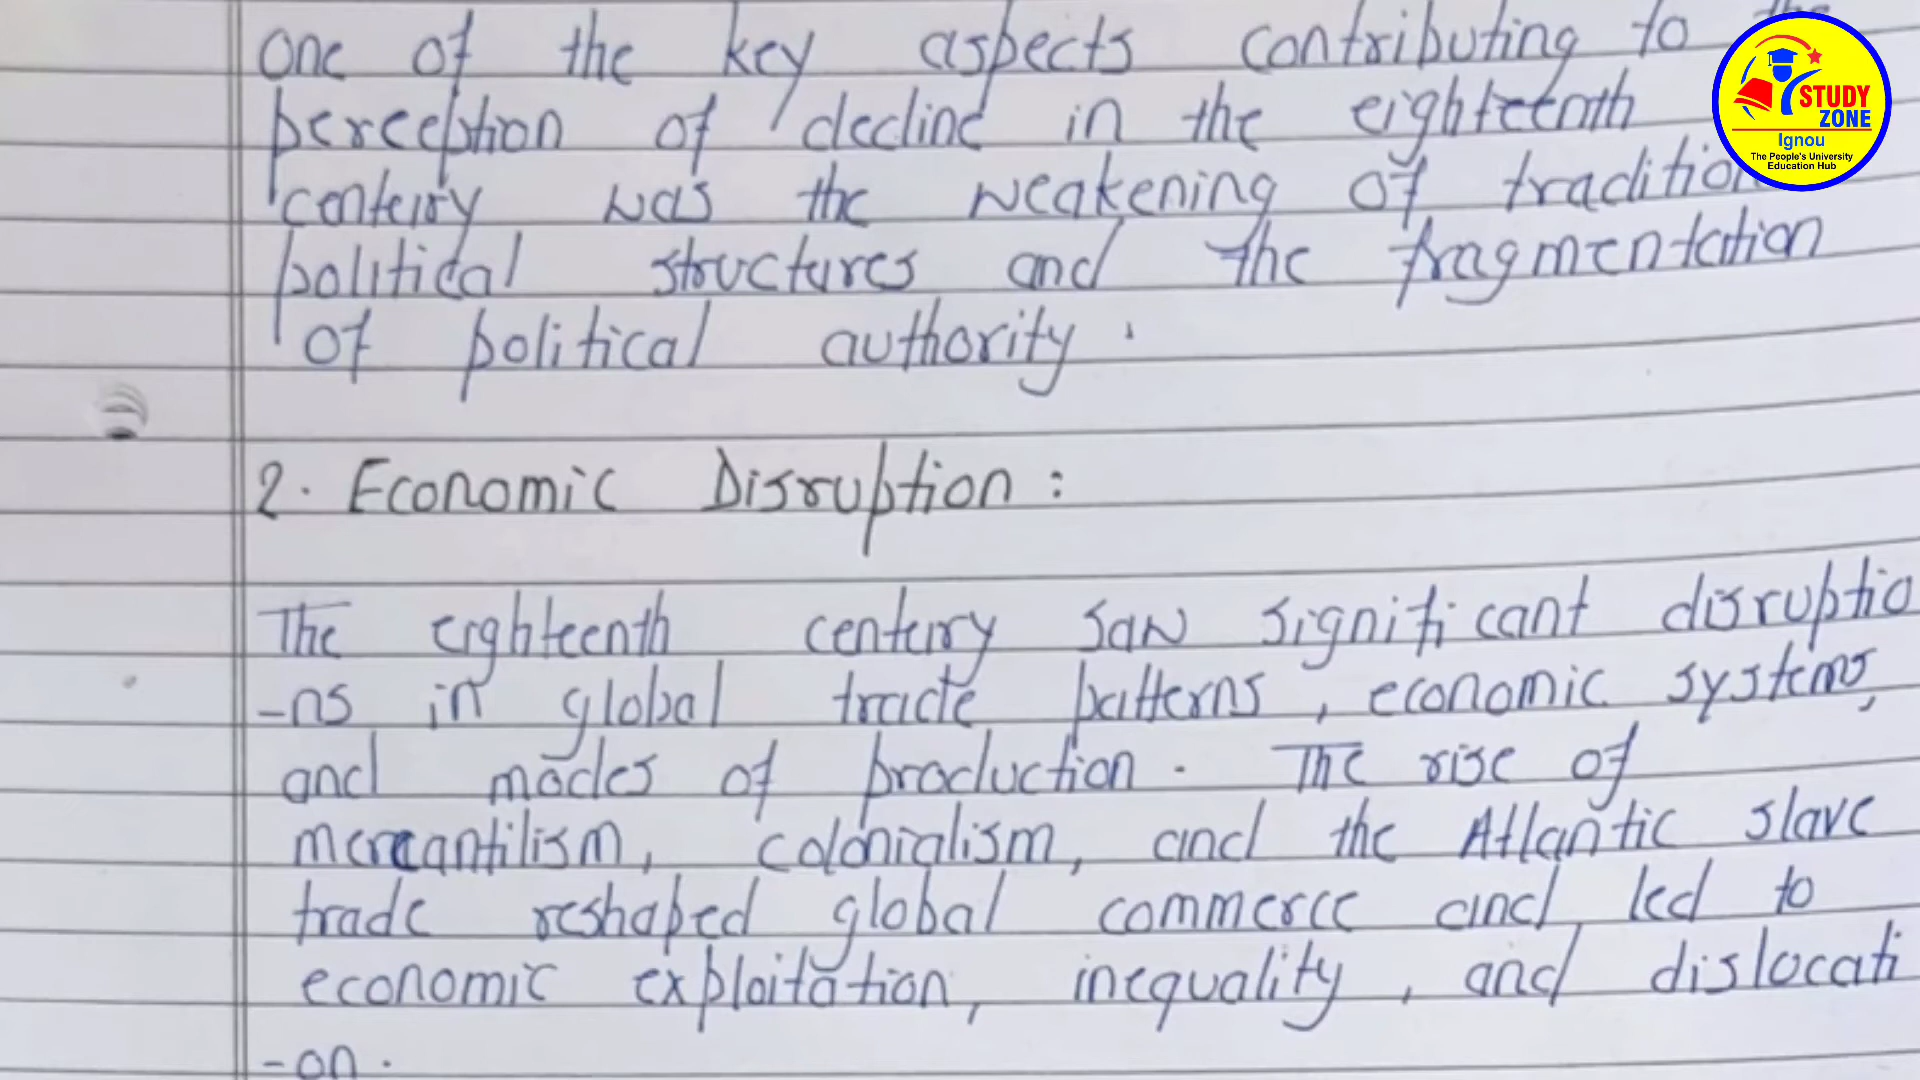 One of the key aspects contributing to the
perception of decline in the eighteenth
century was the weakening of tradition
political structures and the fragmentation
of political authority.
2. Economic Disruption:
The eighteenth century saw significant disruptio
-ns in global trade patterns, economic systems,
and modes of production. The rise of
mercantilism, colonialism, and the Atlantic slave
trade reshaped global commerce and led to
economic exploitation, inequality, and dislocati
-on.
STUDY
ZONE
Ignou
The People's University
Education Hub